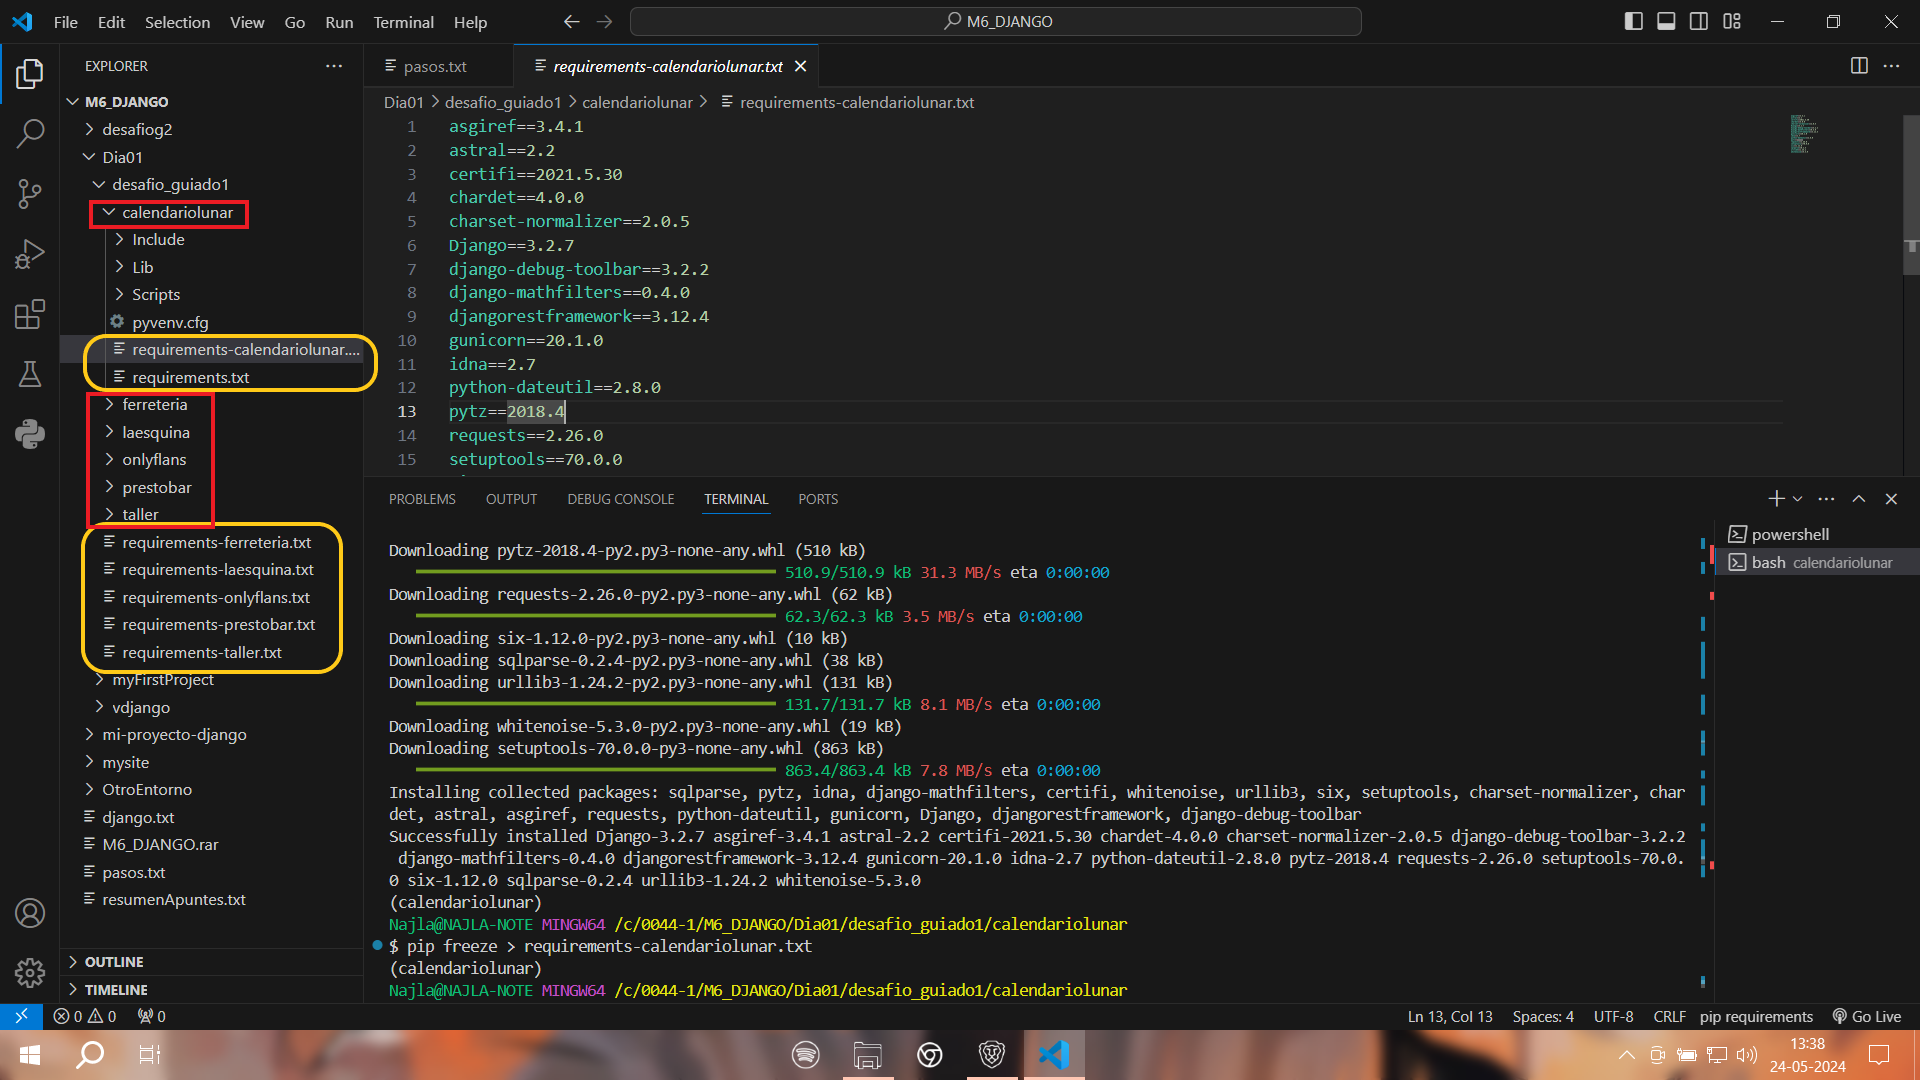 File Edit Selection View Go Run Terminal Help
M6_DJANGO
EXPLORER
M6_DJANGO
desafiog2
Dia01
desafio_guiado1
calendariolunar
Include
Lib
Scripts
pyvenv.cfg
requirements-calendariolunar....
requirements.txt
ferreteria
laesquina
onlyflans
prestobar
taller
requirements-ferreteria.txt
requirements-laesquina.txt
requirements-onlyflans.txt
requirements-prestobar.txt
requirements-taller.txt
myFirstProject
vdjango
mi-proyecto-django
mysite
OtroEntorno
django.txt
M6_DJANGO.rar
pasos.txt
resumenApuntes.txt
OUTLINE
TIMELINE
pasos.txt
requirements-calendariolunar.txt
Dia01 > desafio_guiado1 > calendariolunar > requirements-calendariolunar.txt
1 asgiref==3.4.1
2 astral==2.2
3 certifi==2021.5.30
4 chardet==4.0.0
5 charset-normalizer==2.0.5
6 Django==3.2.7
7 django-debug-toolbar==3.2.2
8 django-mathfilters==0.4.0
9 djangorestframework==3.12.4
10 gunicorn==20.1.0
11 idna==2.7
12 python-dateutil==2.8.0
13 pytz==2018.4
14 requests==2.26.0
15 setuptools==70.0.0
PROBLEMS OUTPUT DEBUG CONSOLE TERMINAL PORTS
Downloading pytz-2018.4-py2.py3-none-any.whl (510 kB)
510.9/510.9 kB 31.3 MB/s eta 0:00:00
Downloading requests-2.26.0-py2.py3-none-any.whl (62 kB)
62.3/62.3 kB 3.5 MB/s eta 0:00:00
Downloading six-1.12.0-py2.py3-none-any.whl (10 kB)
Downloading sqlparse-0.2.4-py2.py3-none-any.whl (38 kB)
Downloading urllib3-1.24.2-py2.py3-none-any.whl (131 kB)
131.7/131.7 kB 8.1 MB/s eta 0:00:00
Downloading whitenoise-5.3.0-py2.py3-none-any.whl (19 kB)
Downloading setuptools-70.0.0-py3-none-any.whl (863 kB)
863.4/863.4 kB 7.8 MB/s eta 0:00:00
Installing collected packages: sqlparse, pytz, idna, django-mathfilters, certifi, whitenoise, urllib3, six, setuptools, charset-normalizer, char
det, astral, asgiref, requests, python-dateutil, gunicorn, Django, djangorestframework, django-debug-toolbar
Successfully installed Django-3.2.7 asgiref-3.4.1 astral-2.2 certifi-2021.5.30 chardet-4.0.0 charset-normalizer-2.0.5 django-debug-toolbar-3.2.2
django-mathfilters-0.4.0 djangorestframework-3.12.4 gunicorn-20.1.0 idna-2.7 python-dateutil-2.8.0 pytz-2018.4 requests-2.26.0 setuptools-70.0.
0 six-1.12.0 sqlparse-0.2.4 urllib3-1.24.2 whitenoise-5.3.0
(calendariolunar)
Najla@NAJLA-NOTE MINGW64 /c/0044-1/M6_DJANGO/Dia01/desafio_guiado1/calendariolunar
$ pip freeze > requirements-calendariolunar.txt
(calendariolunar)
Najla@NAJLA-NOTE MINGW64 /c/0044-1/M6_DJANGO/Dia01/desafio_guiado1/calendariolunar
powershell
bash calendariolunar
0 0 0
Ln 13, Col 13 Spaces: 4 UTF-8 CRLF pip requirements Go Live
13:38
24-05-2024